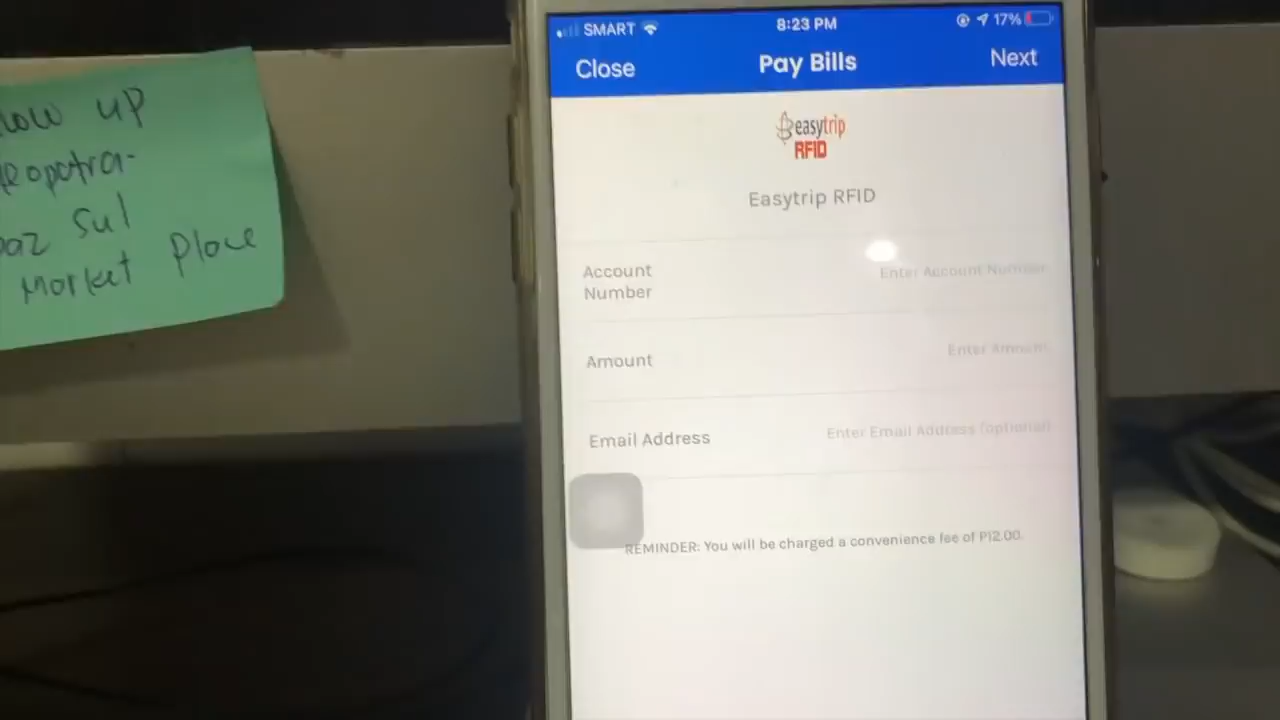 up
Sul
Market Place
SMART
8:23 PM
17%
Close
Pay Bills
Next
easytrip
RFID
Easytrip RFID
Account
Number
Enter Account Number
Amount
Enter Amount
Email Address
Enter Email Address (optional)
REMINDER: You will be charged a convenience fee of P12.00.